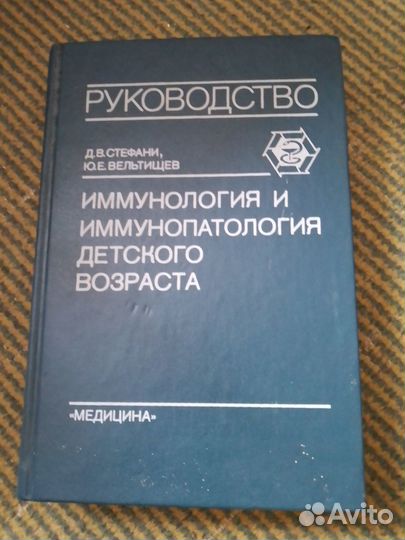 РУКОВОДСТВО
Д.В.СТЕФАНИ,
Ю.Е.ВЕЛЬТИЩЕВ
ИММУНОЛОГИЯ И
ИММУНОПАТОЛОГИЯ
ДЕТСКОГО
ВОЗРАСТА
«МЕДИЦИНА»
Avito